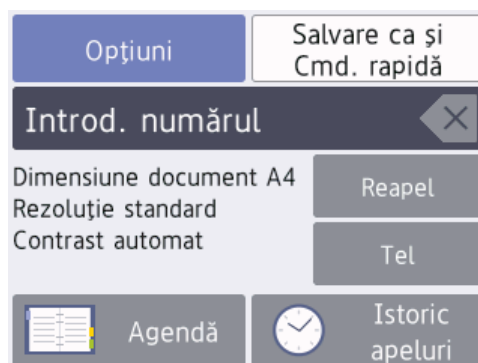 Opţiuni
Salvare ca şi
Cmd. rapidă
Introd. numărul
Dimensiune document A4
Rezoluţie standard
Contrast automat
Reapel
Tel
Agendă
Istoric
apeluri